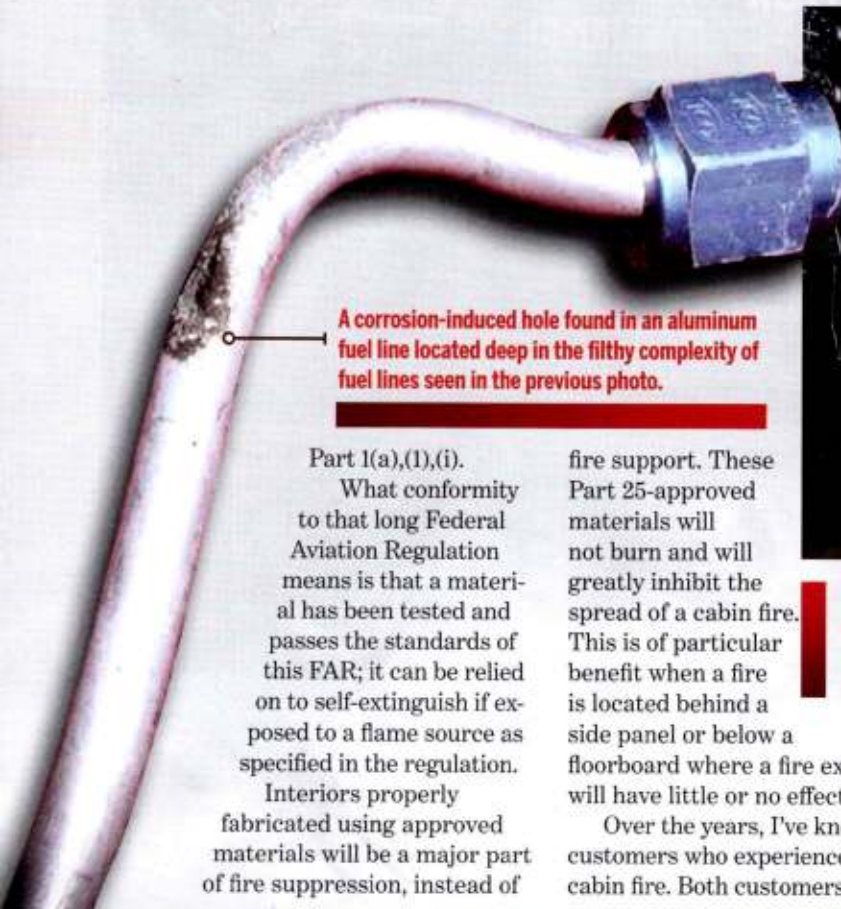 A corrosion-induced hole found in an aluminum
fuel line located deep in the filthy complexity of
fuel lines seen in the previous photo.
Part 1(a),(1),(i).
What conformity
to that long Federal
Aviation Regulation
means is that a materi-
al has been tested and
passes the standards of
this FAR; it can be relied
on to self-extinguish if ex-
posed to a flame source as
specified in the regulation.
Interiors properly
fabricated using approved
materials will be a major part
of fire suppression, instead of
fire support. These
Part 25-approved
materials will
not burn and will
greatly inhibit the
spread of a cabin fire.
This is of particular
benefit when a fire
is located behind a
side panel or below a
floorboard where a fire ex
will have little or no effect
Over the years, I've kn
customers who experience
cabin fire. Both customers